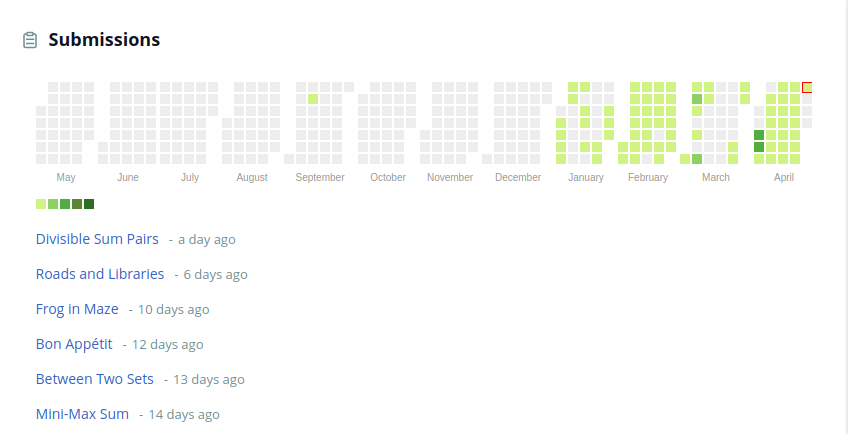 Submissions
May June July August September October November December January February March April
Divisible Sum Pairs - a day ago
Roads and Libraries - 6 days ago
Frog in Maze - 10 days ago
Bon Appétit - 12 days ago
Between Two Sets - 13 days ago
Mini-Max Sum - 14 days ago